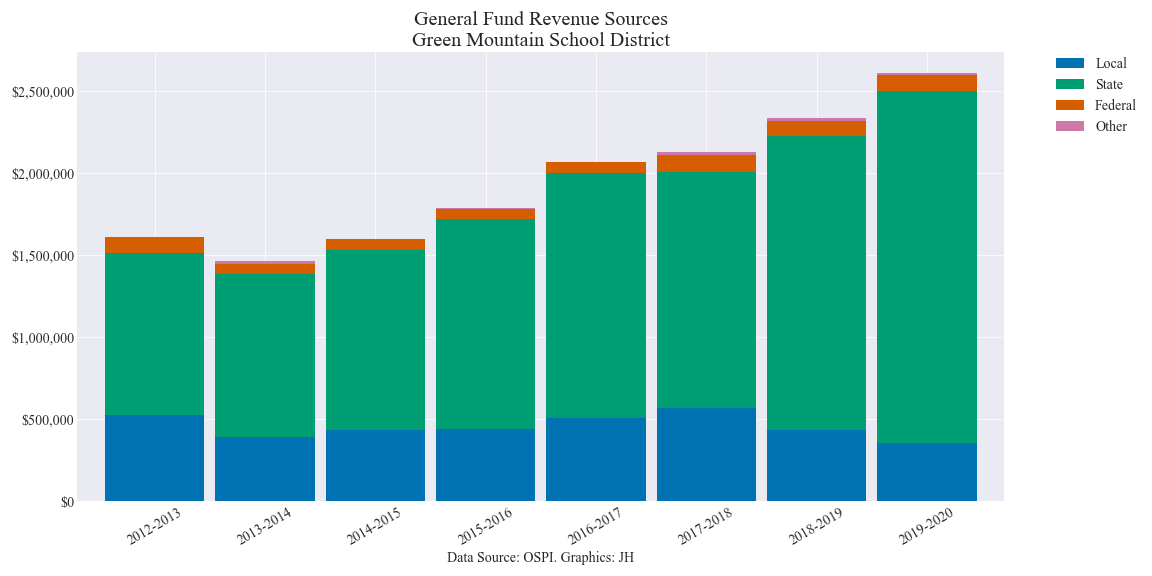 General Fund Revenue Sources
Green Mountain School District
Local
State
Federal
Other
$2,500,000
$2,000,000
$1,500,000
$1,000,000
$500,000
$0
2012-2013
2013-2014
2014-2015
2015-2016
2016-2017
2017-2018
2018-2019
2019-2020
Data Source: OSPI. Graphics: JH